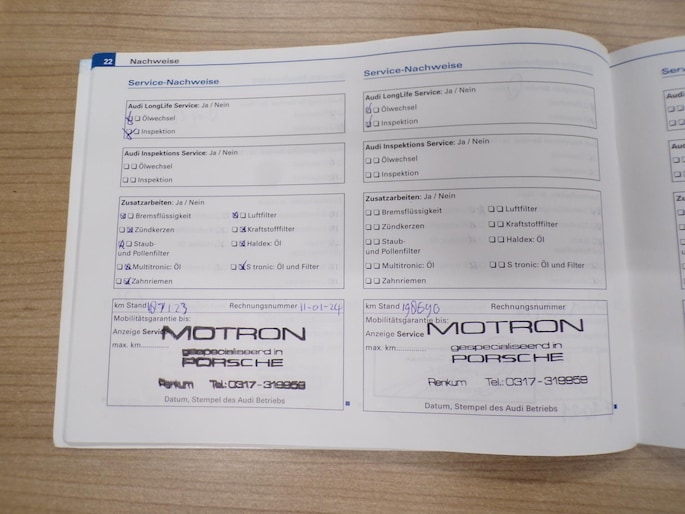 22 Nachweise
Service-Nachweise
Audi LongLife Service: Ja / Nein
Ölwechsel
Inspektion
Audi Inspektions Service: Ja / Nein
Ölwechsel
Inspektion
Zusatzarbeiten: Ja / Nein
Bremsflüssigkeit Luftfilter
Zündkerzen Kraftstofffilter
Staub- Haldex: Öl
und Pollenfilter
Multitronic: Öl S tronic: Öl und Filter
Zahnriemen
km Stand Rechnungsnummer 11-01-24
Mobilitätsgarantie bis:
Anzeige Service
max. km
MOTRON
gespecialiseerd in
PORSCHE
Renkum Tel.: 0317-319959
Datum, Stempel des Audi Betriebs
Service-Nachweise
Audi LongLife Service: Ja / Nein
Ölwechsel
Inspektion
Audi Inspektions Service: Ja / Nein
Ölwechsel
Inspektion
Zusatzarbeiten: Ja / Nein
Bremsflüssigkeit Luftfilter
Zündkerzen Kraftstofffilter
Staub- Haldex: Öl
und Pollenfilter
Multitronic: Öl S tronic: Öl und Filter
Zahnriemen
km Stand Rechnungsnummer
Mobilitätsgarantie bis:
Anzeige Service
max. km
MOTRON
gespecialiseerd in
PORSCHE
Renkum Tel.: 0317-319959
Datum, Stempel des Audi Betriebs